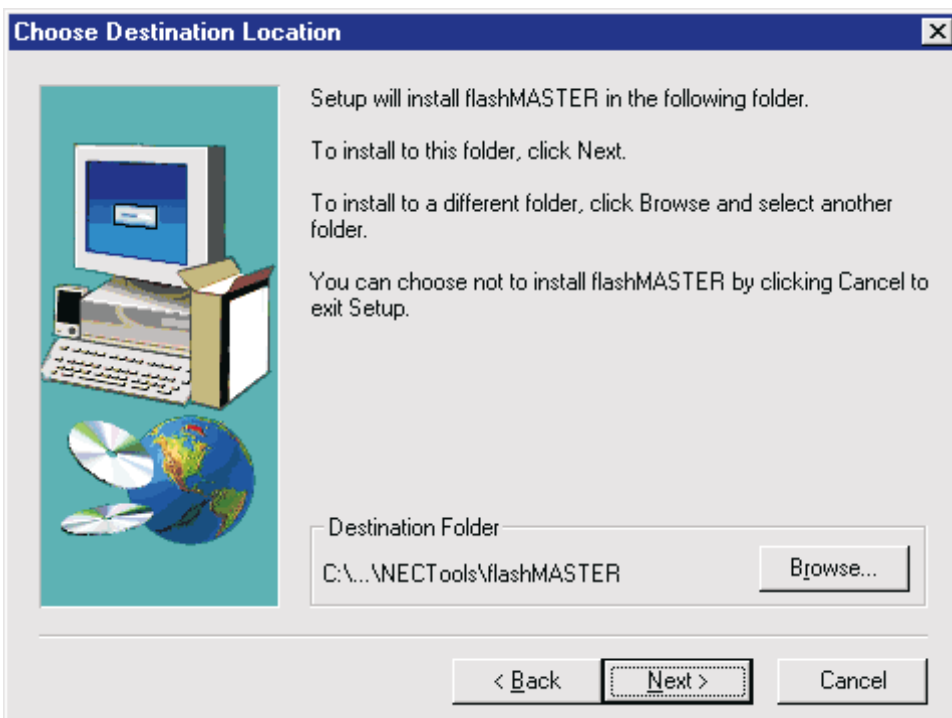 Choose Destination Location
Setup will install flashMASTER in the following folder.
To install to this folder, click Next.
To install to a different folder, click Browse and select another
folder.
You can choose not to install flashMASTER by clicking Cancel to
exit Setup.
Destination Folder
C:\...\NECTools\flashMASTER
Browse...
< Back
Next >
Cancel